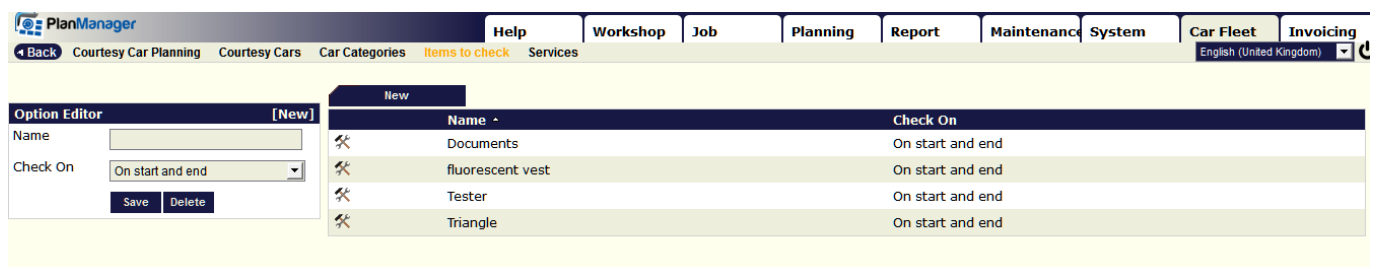 PlanManager
Help Workshop Job Planning Report Maintenance System Car Fleet Invoicing
Back Courtesy Car Planning Courtesy Cars Car Categories Items to check Services English (United Kingdom)
New
Option Editor [New]
Name Check On
Name
Documents On start and end
Check On On start and end
fluorescent vest On start and end
Save Delete
Tester On start and end
Triangle On start and end